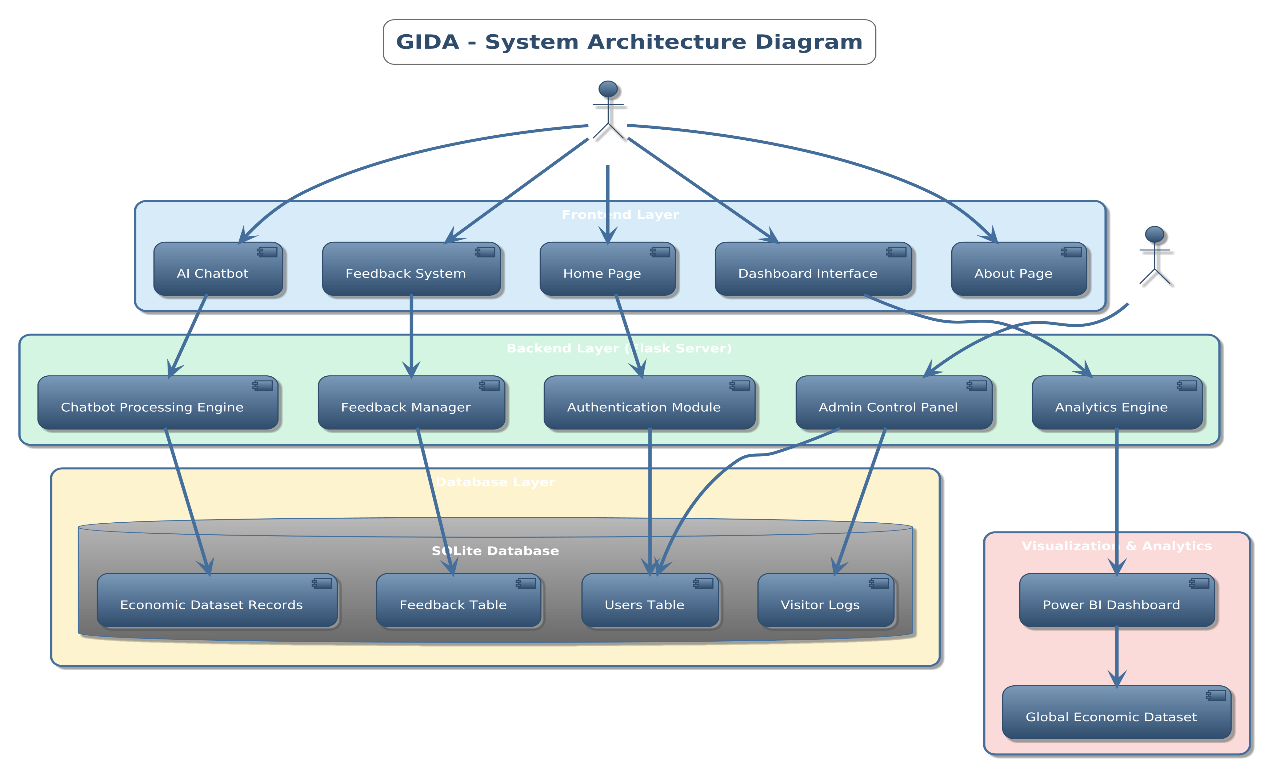 GIDA - System Architecture Diagram
Frontend Layer
AI Chatbot
Feedback System
Home Page
Dashboard Interface
About Page
Backend Layer (Flask Server)
Chatbot Processing Engine
Feedback Manager
Authentication Module
Admin Control Panel
Analytics Engine
Database Layer
SQLite Database
Visualization & Analytics
Economic Dataset Records
Feedback Table
Users Table
Visitor Logs
Power BI Dashboard
Global Economic Dataset